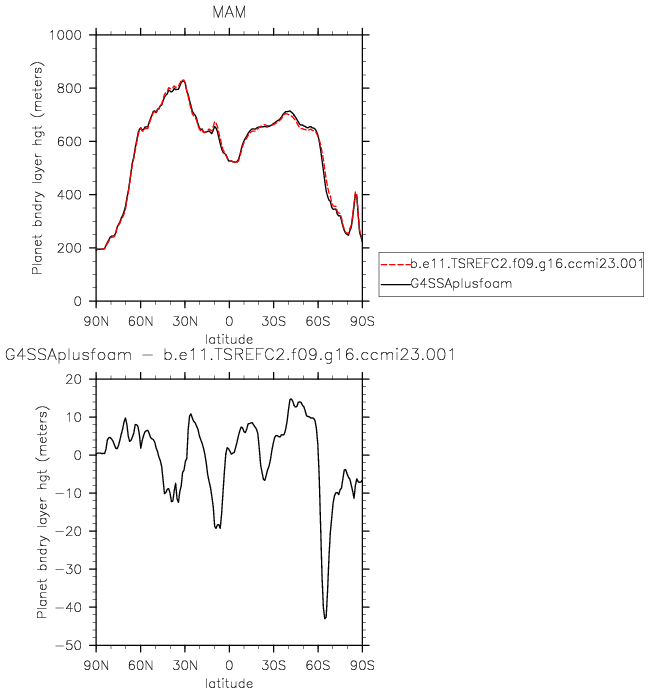 MAM
1000
800
600
400
200
0
Planet bndry layer hgt (meters)
90N 60N 30N 0 30S 60S 90S
latitude
b.e11.TSREFC2.f09.g16.ccmi23.001
G4SSAplusfoam
G4SSAplusfoam – b.e11.TSREFC2.f09.g16.ccmi23.001
20
10
0
−10
−20
−30
−40
−50
Planet bndry layer hgt (meters)
90N 60N 30N 0 30S 60S 90S
latitude